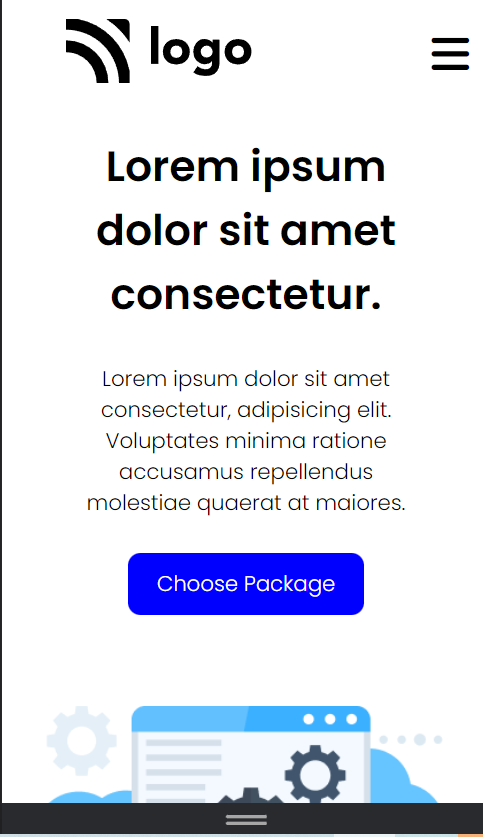 logo
Lorem ipsum
dolor sit amet
consectetur.
Lorem ipsum dolor sit amet
consectetur, adipisicing elit.
Voluptates minima ratione
accusamus repellendus
molestiae quaerat at maiores.
Choose Package